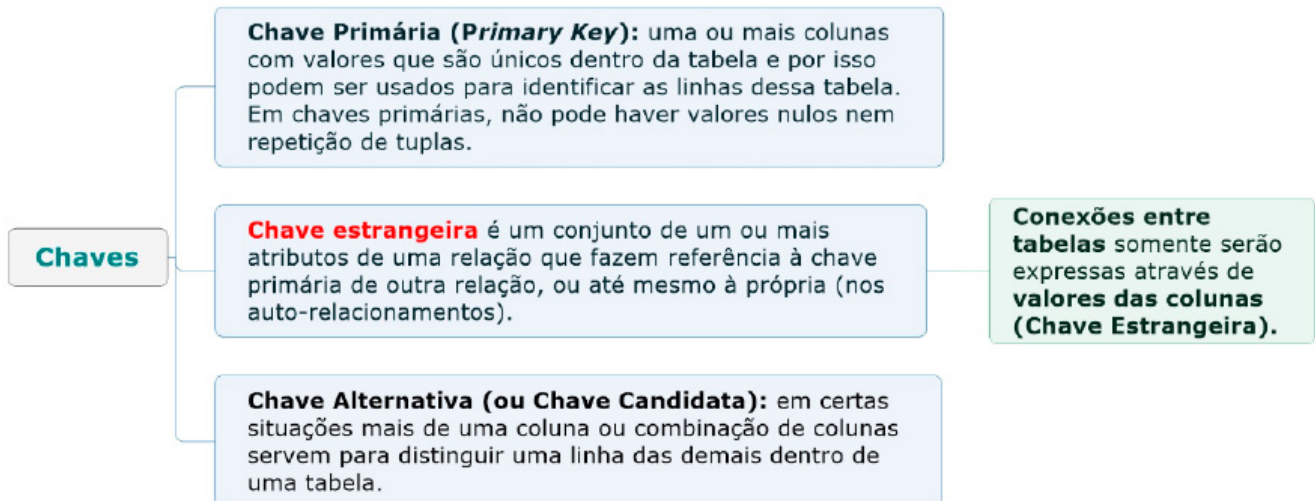 Chave Primária (Primary Key): uma ou mais colunas
com valores que são únicos dentro da tabela e por isso
podem ser usados para identificar as linhas dessa tabela.
Em chaves primárias, não pode haver valores nulos nem
repetição de tuplas.
Chaves
Chave estrangeira é um conjunto de um ou mais
atributos de uma relação que fazem referência à chave
primária de outra relação, ou até mesmo à própria (nos
auto-relacionamentos).
Conexões entre
tabelas somente serão
expressas através de
valores das colunas
(Chave Estrangeira).
Chave Alternativa (ou Chave Candidata): em certas
situações mais de uma coluna ou combinação de colunas
servem para distinguir uma linha das demais dentro de
uma tabela.